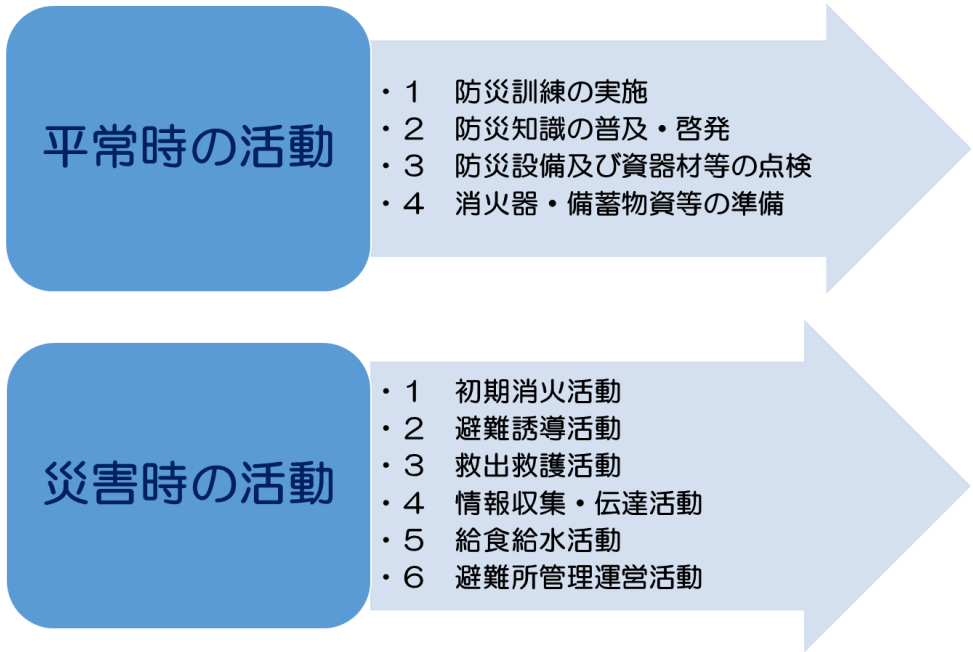 平常時の活動
・１　防災訓練の実施
・２　防災知識の普及・啓発
・３　防災設備及び資器材等の点検
・４　消火器・備蓄物資等の準備
災害時の活動
・１　初期消火活動
・２　避難誘導活動
・３　救出救護活動
・４　情報収集・伝達活動
・５　給食給水活動
・６　避難所管理運営活動